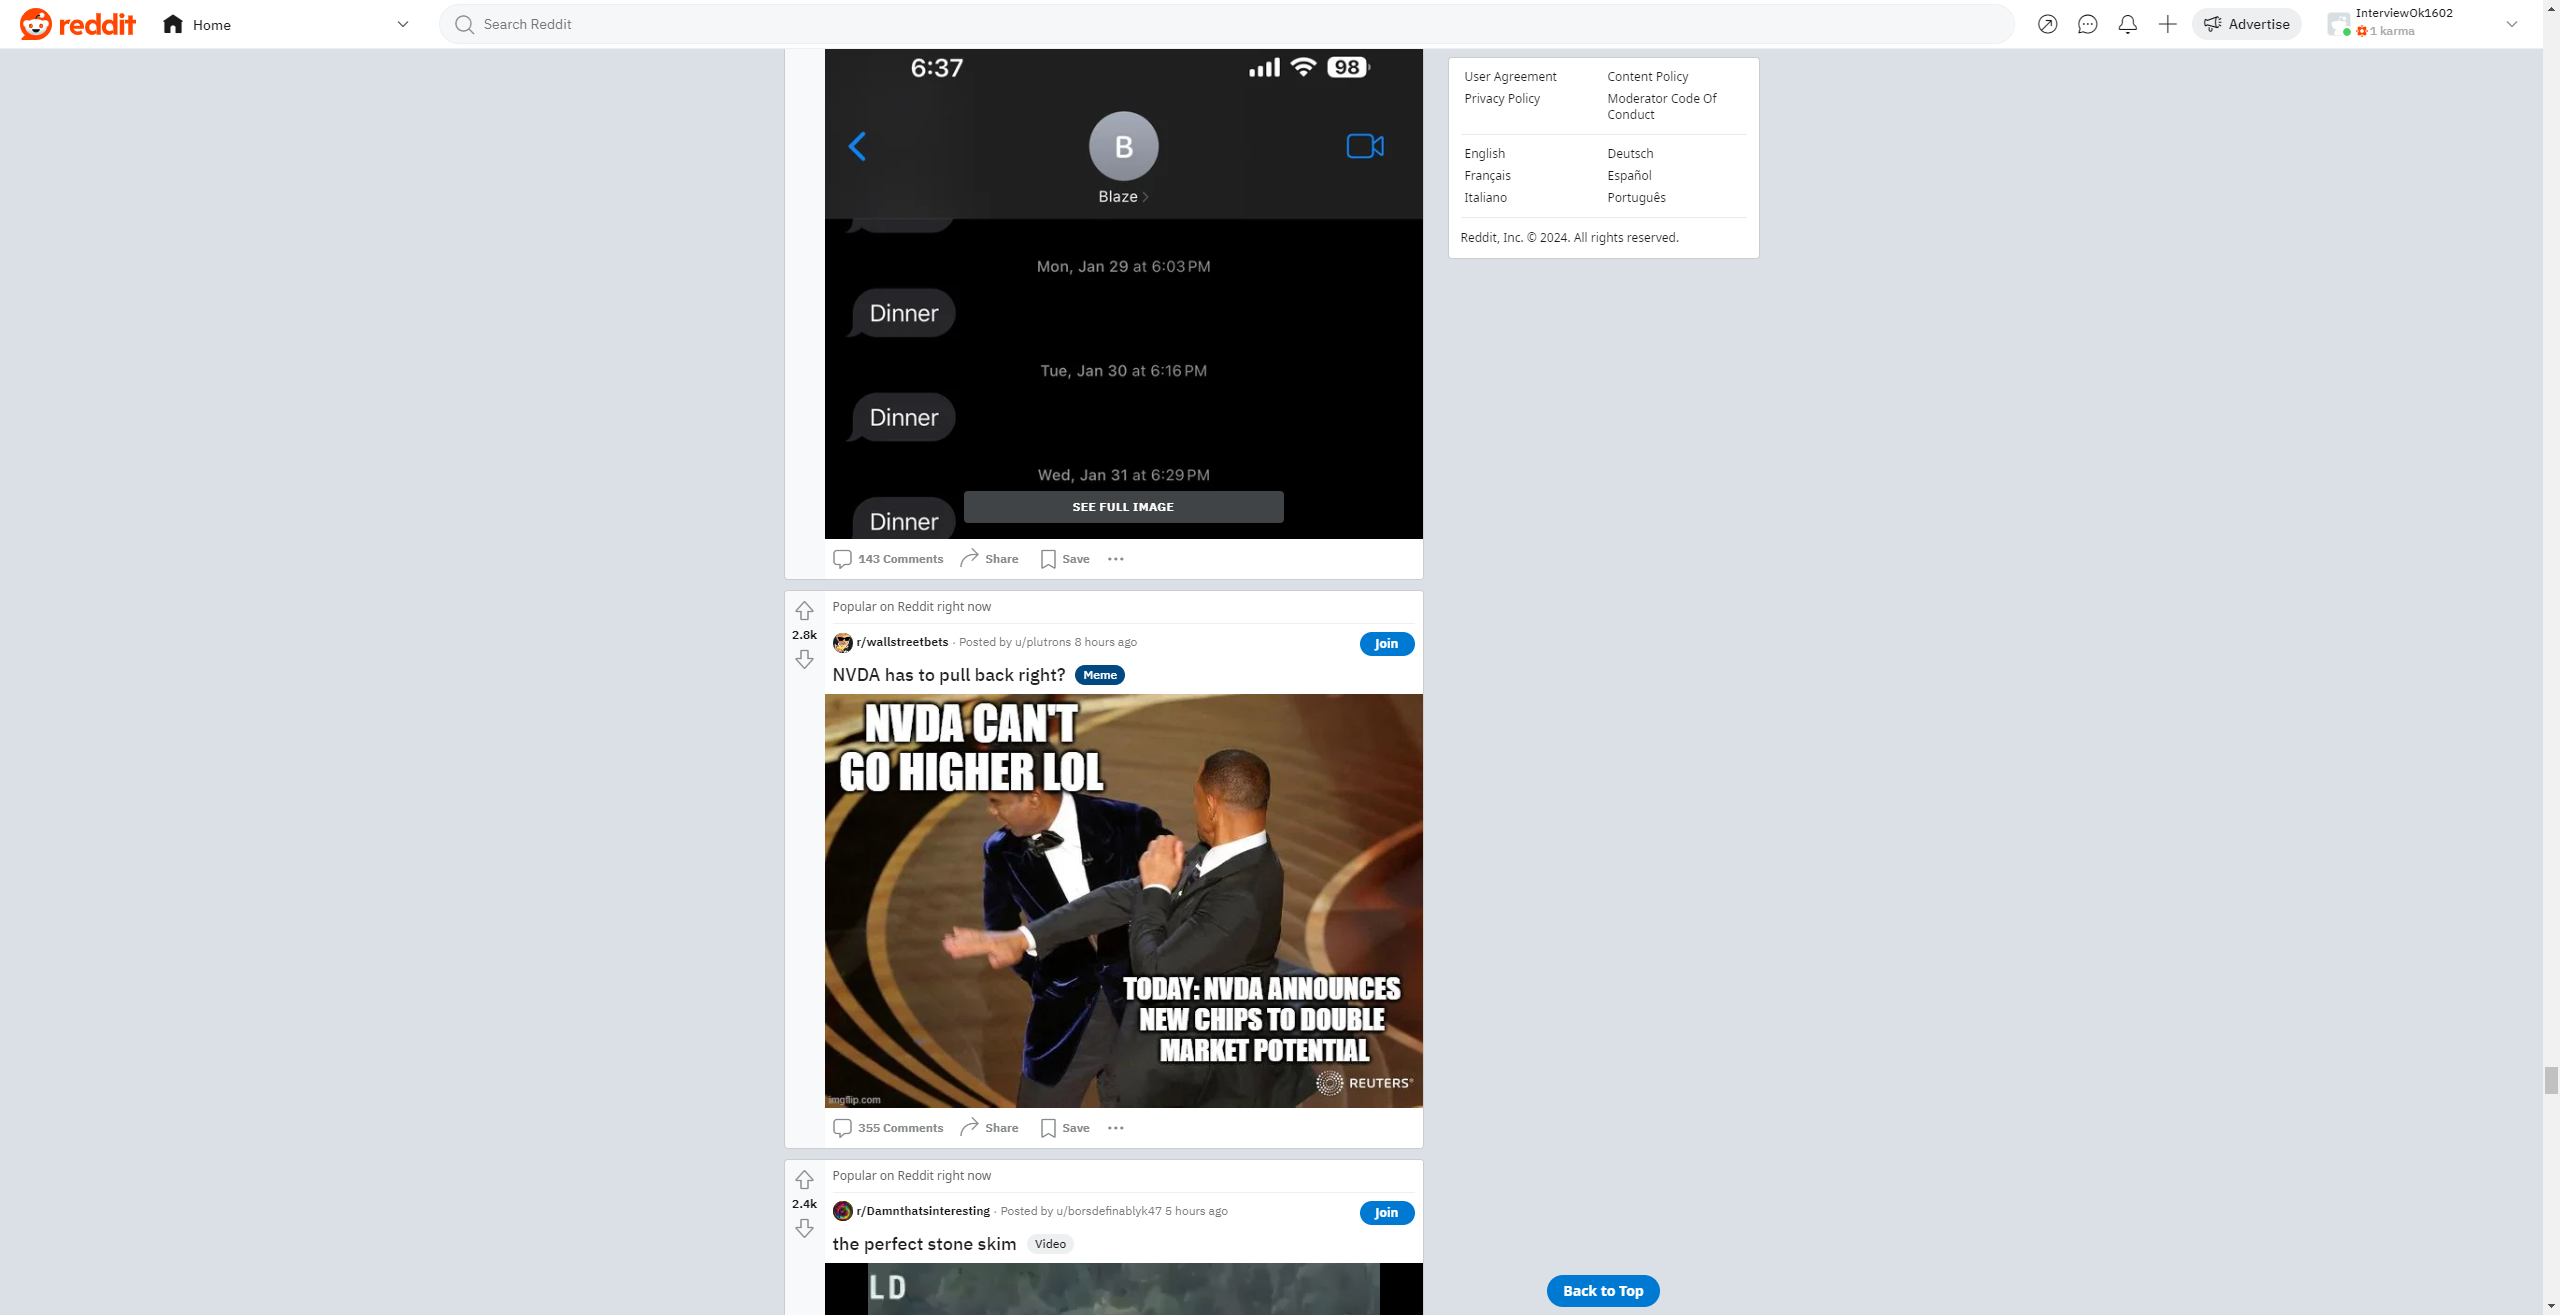 reddit
Home
Search Reddit
Advertise
InterviewOk1602
1 karma
6:37
98
B
Blaze
Mon, Jan 29 at 6:03 PM
Dinner
Tue, Jan 30 at 6:16 PM
Dinner
Wed, Jan 31 at 6:29 PM
Dinner
SEE FULL IMAGE
143 Comments Share Save
Popular on Reddit right now
2.8k
r/wallstreetbets · Posted by u/plutrons 8 hours ago
Join
NVDA has to pull back right? Meme
NVDA CAN'T
GO HIGHER LOL
TODAY: NVDA ANNOUNCES
NEW CHIPS TO DOUBLE
MARKET POTENTIAL
REUTERS®
imgflip.com
355 Comments Share Save
Popular on Reddit right now
2.4k
r/Damnthatsinteresting · Posted by u/borsdefinablyk47 5 hours ago
Join
the perfect stone skim Video
LD
User Agreement
Content Policy
Privacy Policy
Moderator Code Of
Conduct
English
Deutsch
Français
Español
Italiano
Português
Reddit, Inc. © 2024. All rights reserved.
Back to Top